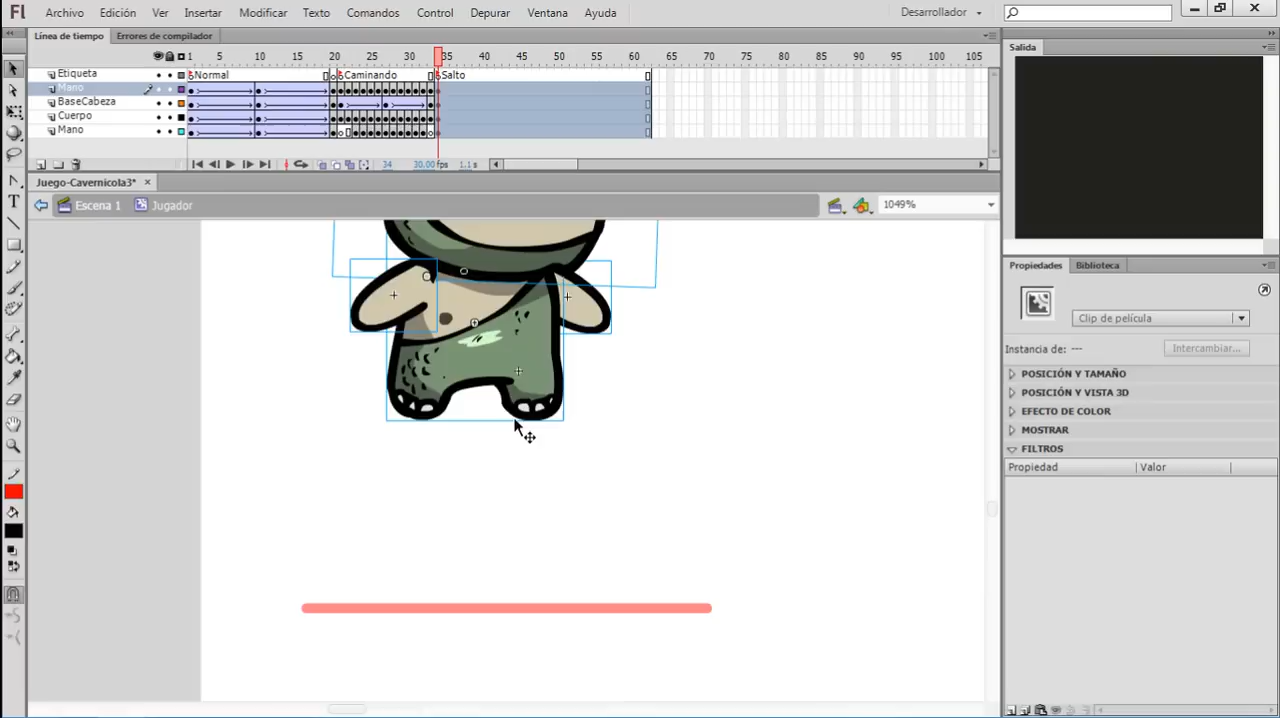 FL Archivo Edición Ver Insertar Modificar Texto Comandos Control Depurar Ventana Ayuda Desarrollador
Línea de tiempo Errores de compilador
1 5 10 15 20 25 30 35 40 45 50 55 60 65 70 75 80 85 90 95 100 105
Etiqueta Normal Caminando Salto
Mano
BaseCabeza
Cuerpo
Mano
34 30.00 fps 1.1 s
Juego-Cavernicola3*
Escena 1 Jugador 1049%
Salida
Propiedades Biblioteca
Clip de película
Instancia de: --- Intercambiar...
POSICIÓN Y TAMAÑO
POSICIÓN Y VISTA 3D
EFECTO DE COLOR
MOSTRAR
FILTROS
Propiedad Valor